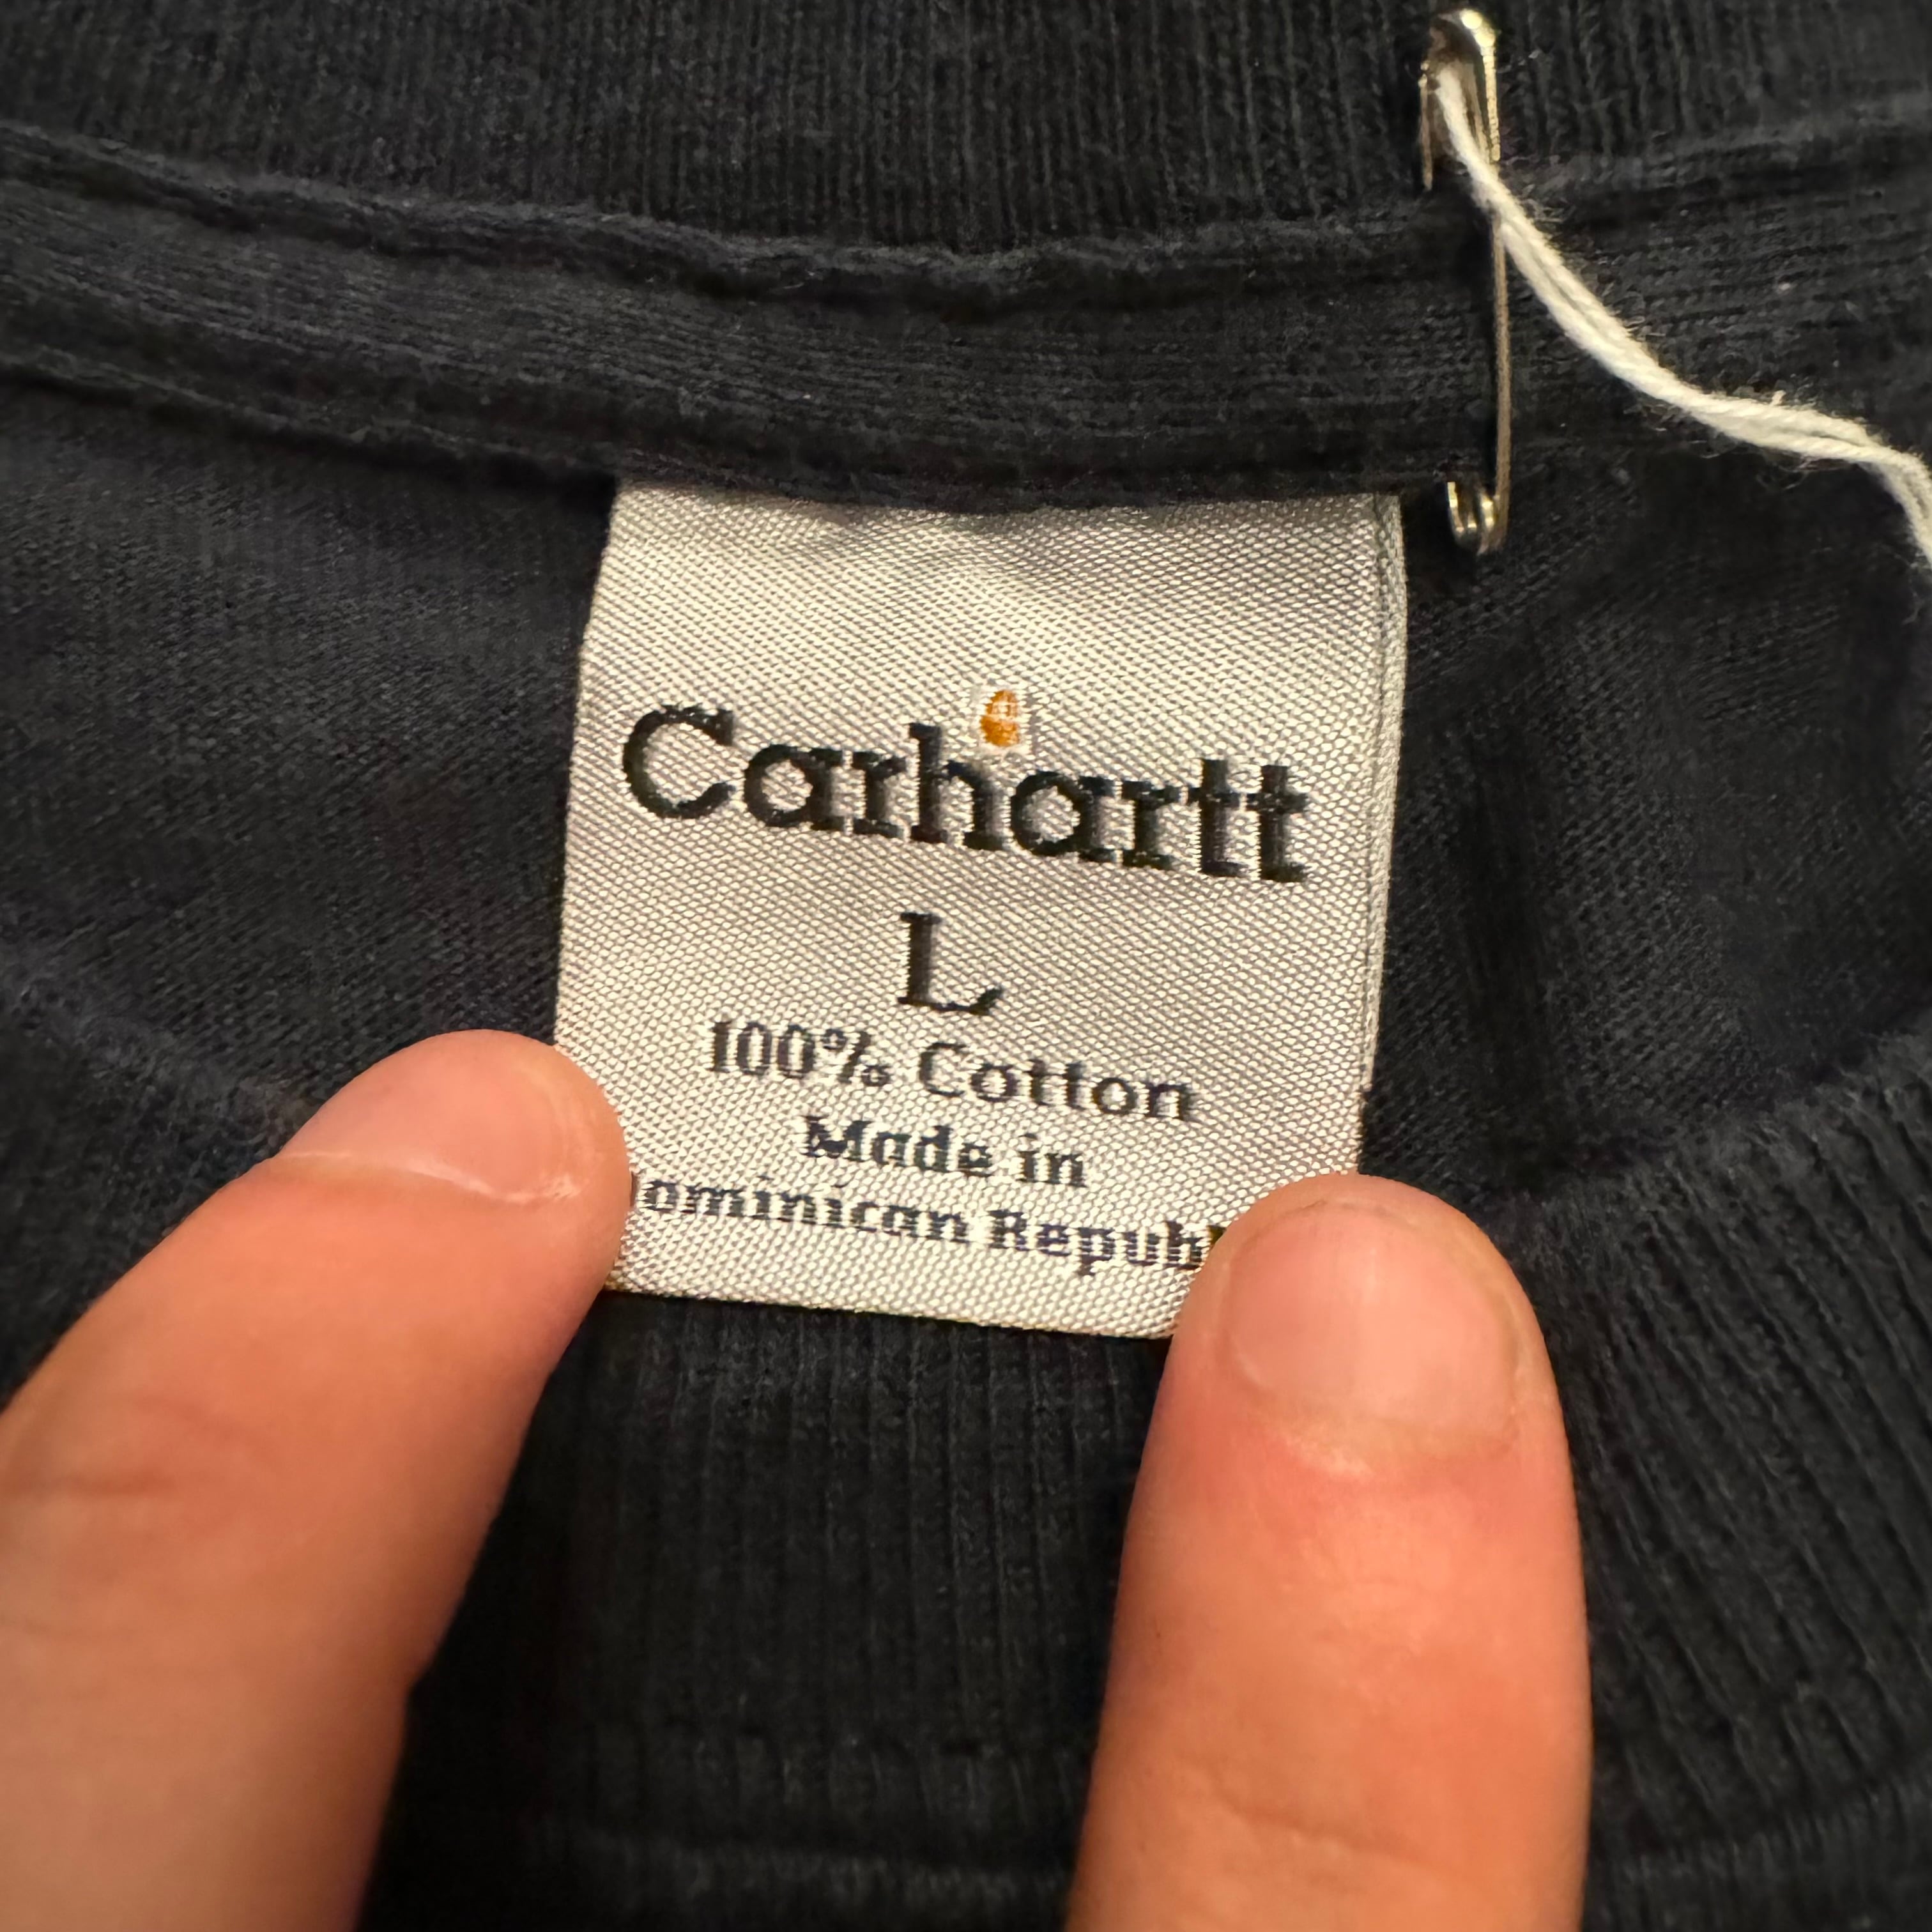 Carhartt
L
100% Cotton
Made in
ominican Republ